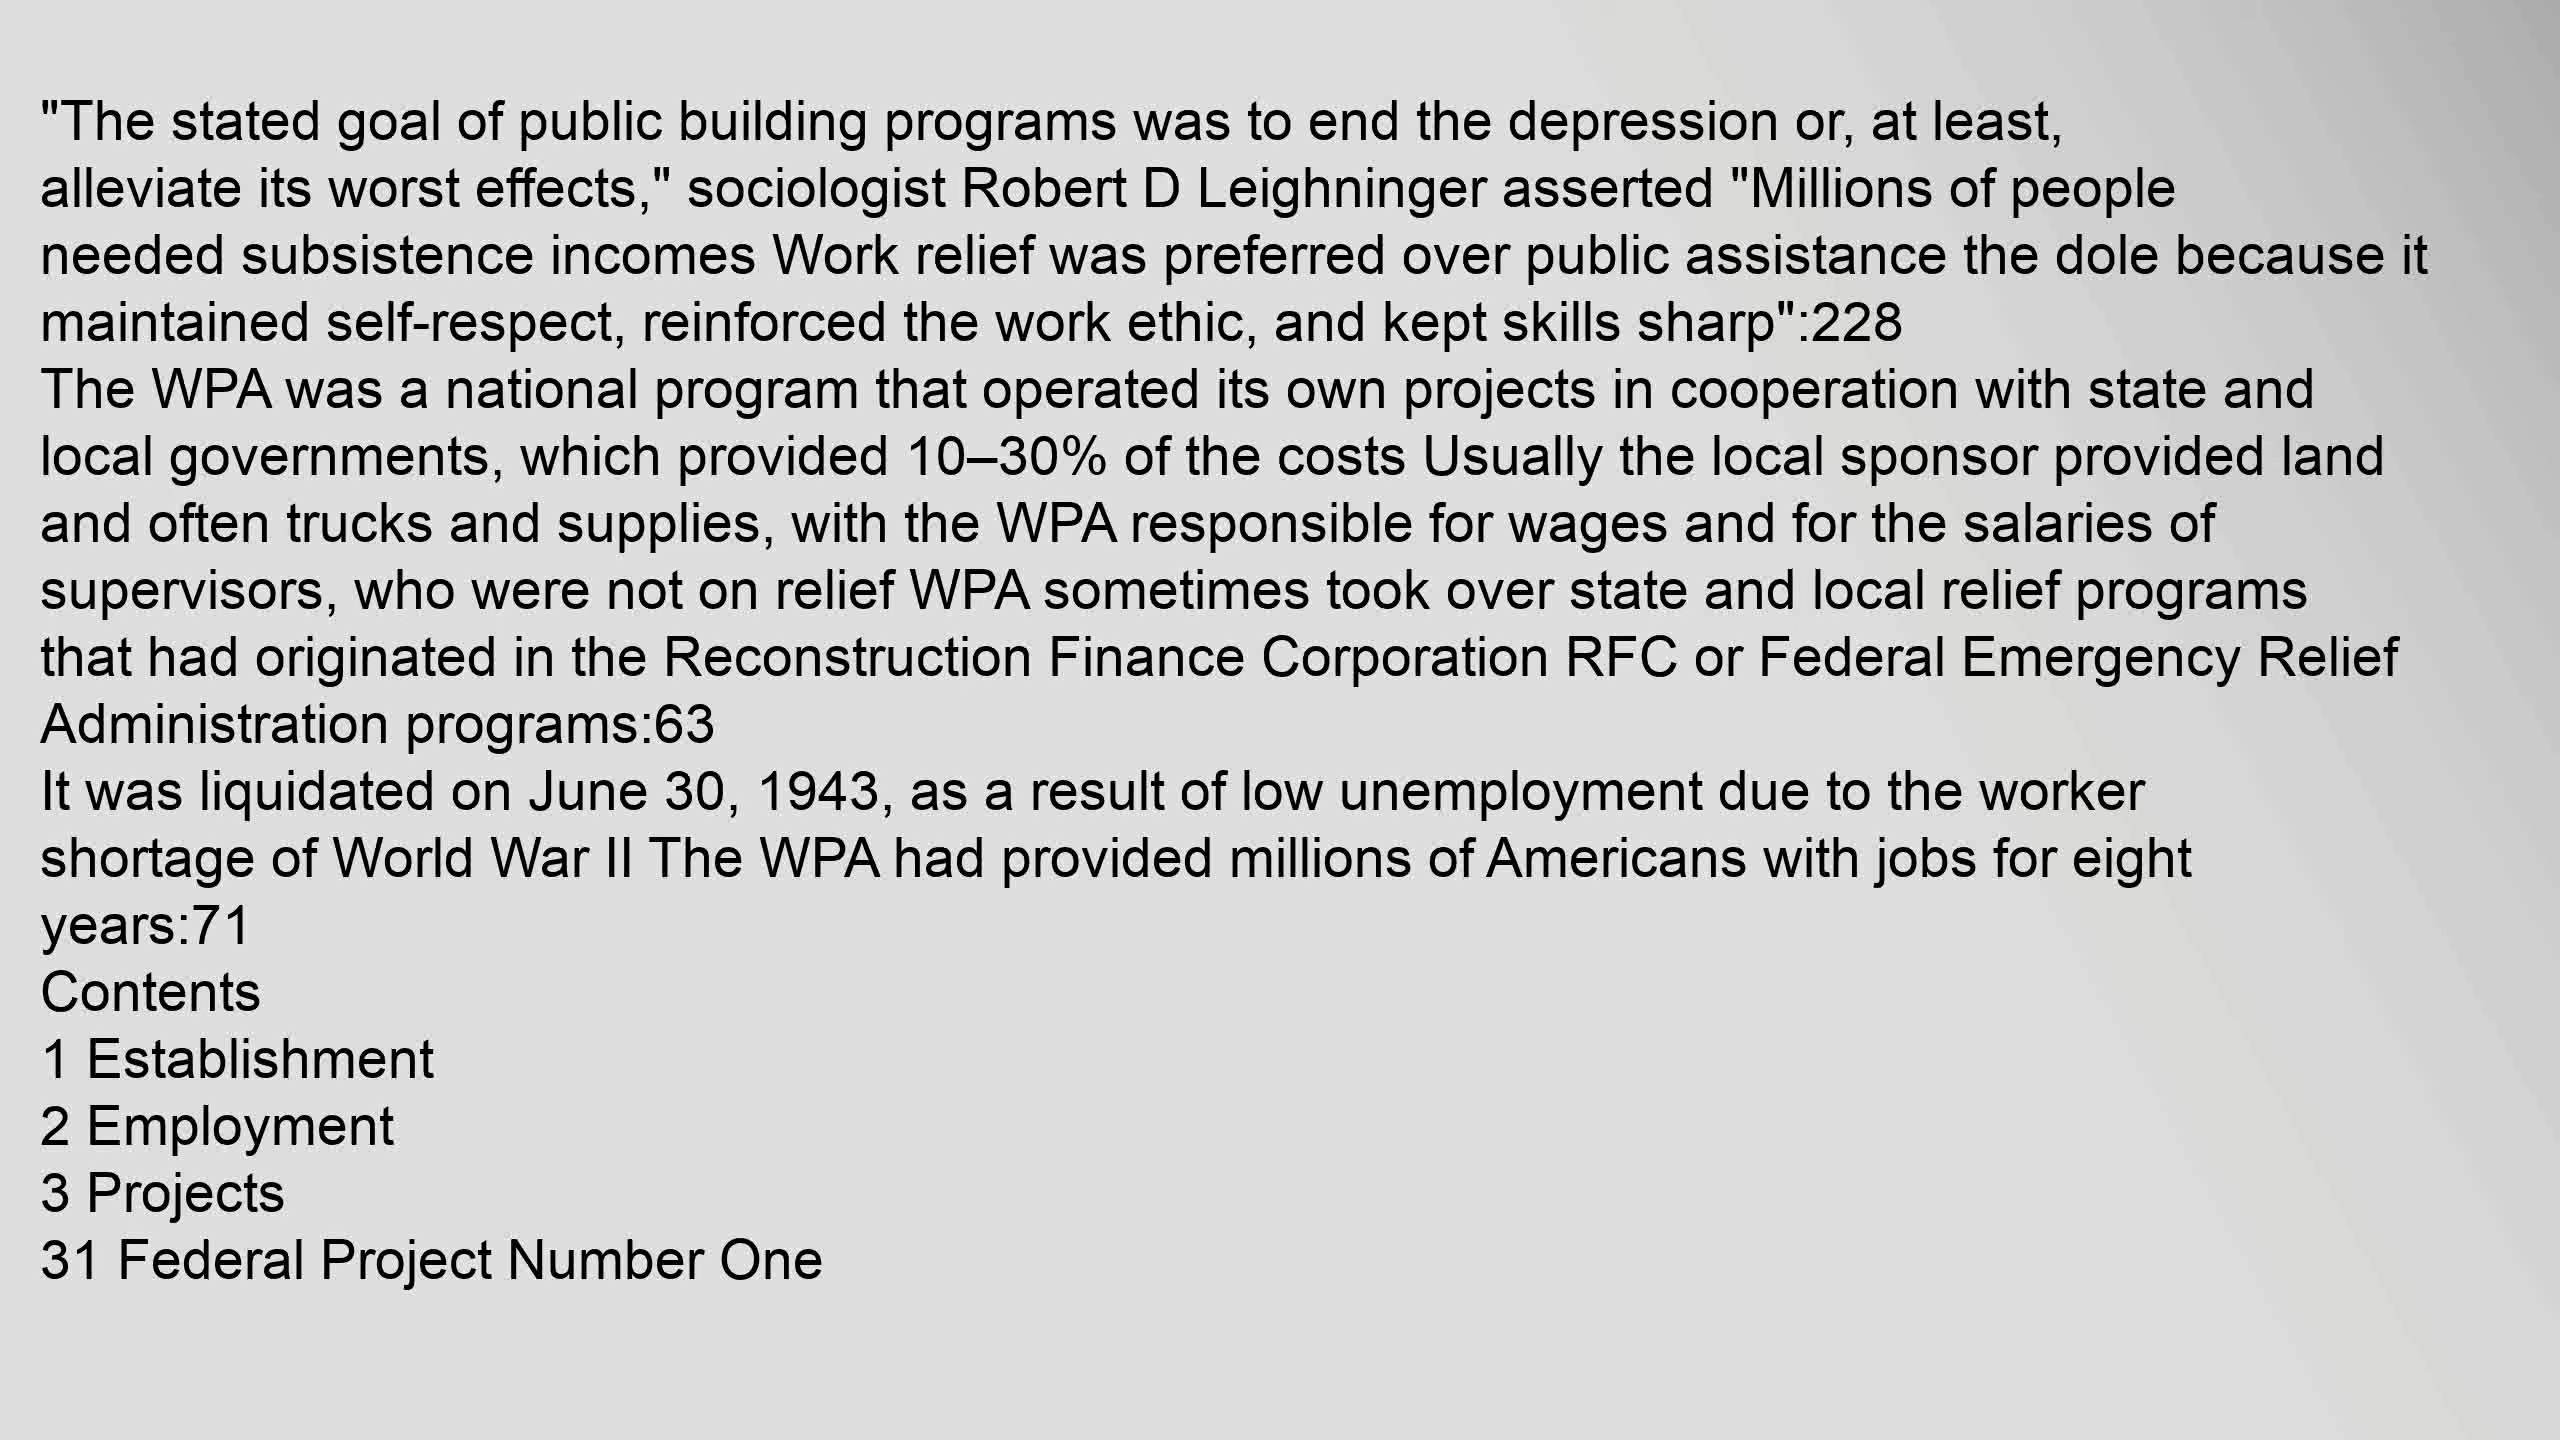 "The stated goal of public building programs was to end the depression or, at least,
alleviate its worst effects," sociologist Robert D Leighninger asserted "Millions of people
needed subsistence incomes Work relief was preferred over public assistance the dole because it
maintained self-respect, reinforced the work ethic, and kept skills sharp":228
The WPA was a national program that operated its own projects in cooperation with state and
local governments, which provided 10–30% of the costs Usually the local sponsor provided land
and often trucks and supplies, with the WPA responsible for wages and for the salaries of
supervisors, who were not on relief WPA sometimes took over state and local relief programs
that had originated in the Reconstruction Finance Corporation RFC or Federal Emergency Relief
Administration programs:63
It was liquidated on June 30, 1943, as a result of low unemployment due to the worker
shortage of World War II The WPA had provided millions of Americans with jobs for eight
years:71
Contents
1 Establishment
2 Employment
3 Projects
31 Federal Project Number One